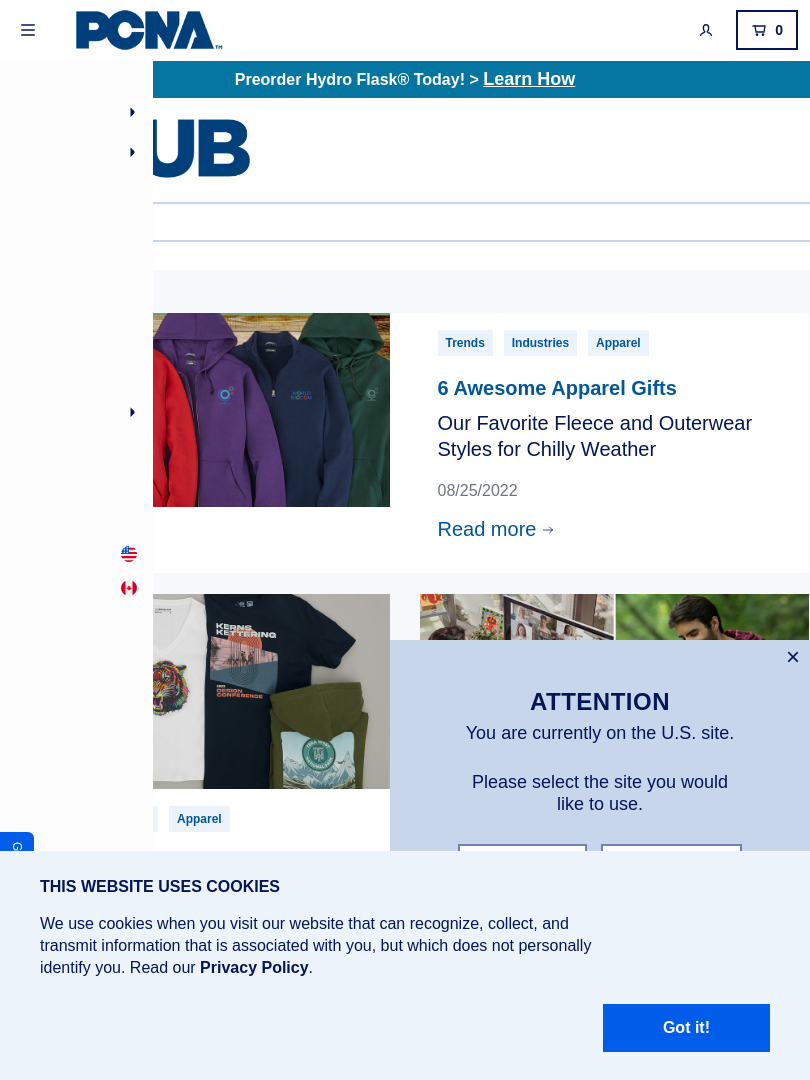 PCNA
TM
0
Preorder Hydro Flask® Today! > Learn How
UB
Trends
Industries
Apparel
6 Awesome Apparel Gifts
Our Favorite Fleece and Outerwear
Styles for Chilly Weather
08/25/2022
Read more
KERNS
KETTERING
DESIGN
CONFERENCE
Apparel
ATTENTION
You are currently on the U.S. site.
Please select the site you would
like to use.
G
THIS WEBSITE USES COOKIES
We use cookies when you visit our website that can recognize, collect, and
transmit information that is associated with you, but which does not personally
identify you. Read our Privacy Policy.
Got it!